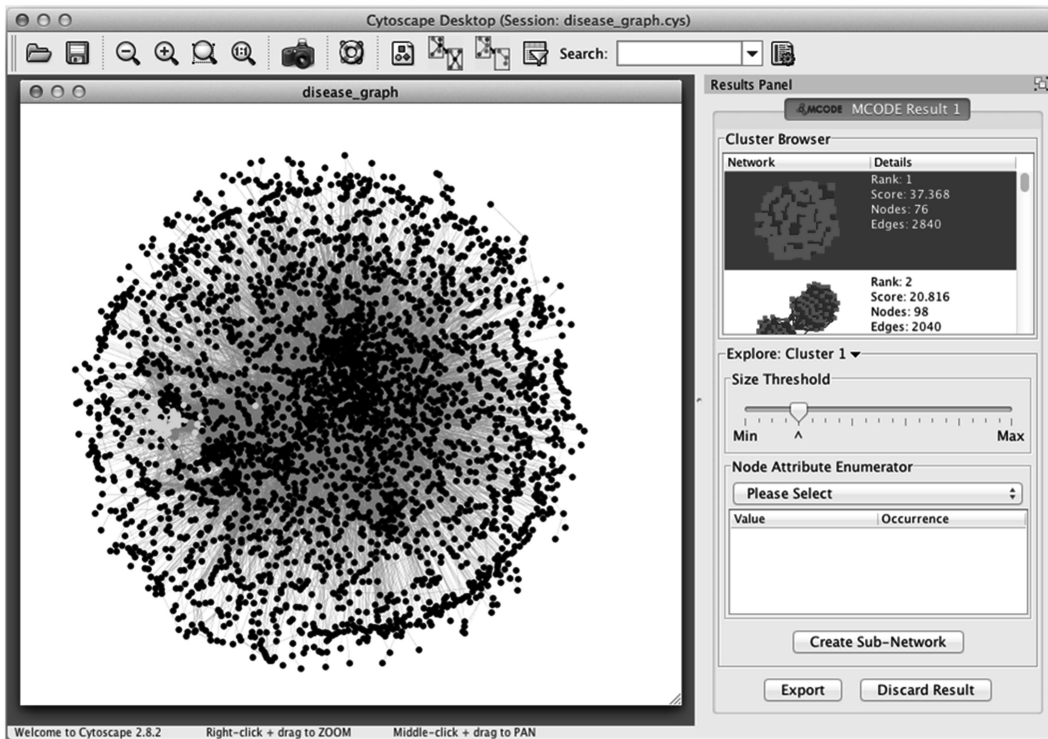 Cytoscape Desktop (Session: disease_graph.cys)
1:1
Search:
disease_graph
Results Panel
MCODE MCODE Result 1
Cluster Browser
Network Details
Rank: 1
Score: 37.368
Nodes: 76
Edges: 2840
Rank: 2
Score: 20.816
Nodes: 98
Edges: 2040
Explore: Cluster 1
Size Threshold
Min Max
Node Attribute Enumerator
Please Select
Value Occurrence
Create Sub-Network
Export Discard Result
Welcome to Cytoscape 2.8.2 Right-click + drag to ZOOM Middle-click + drag to PAN